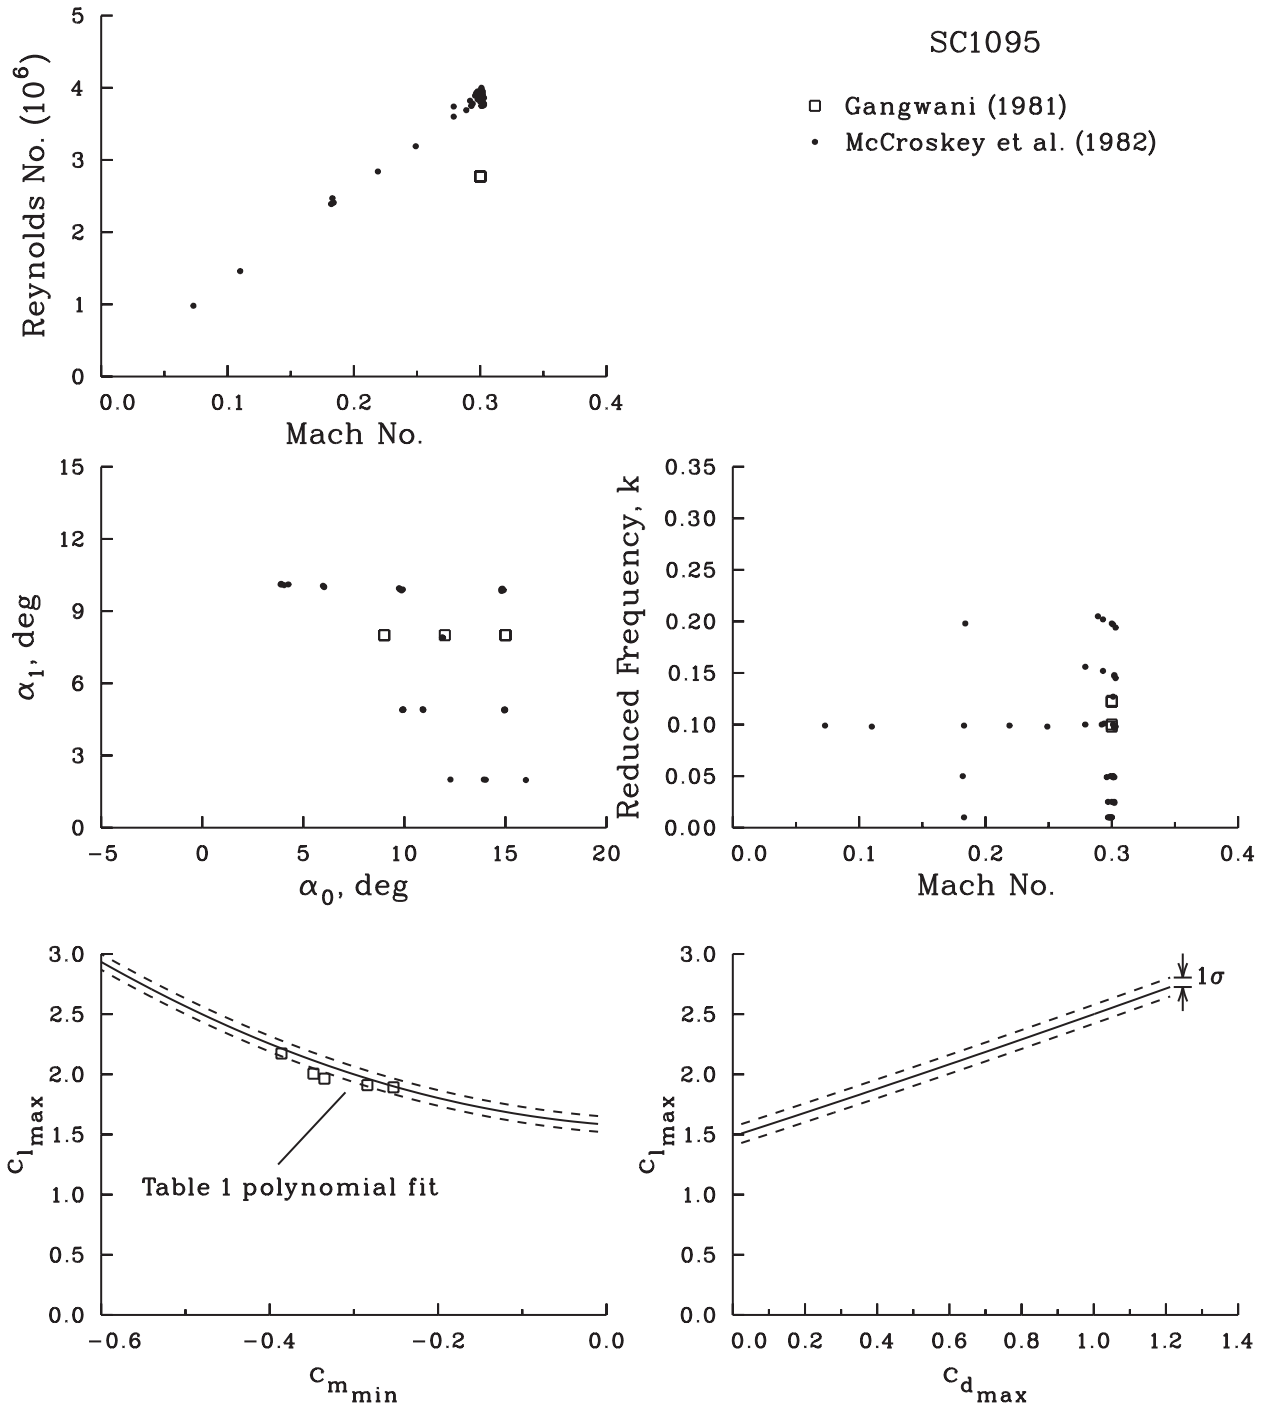 SC1095
Gangwani (1981)
McCroskey et al. (1982)
Reynolds No. (10⁶)
5
4
3
2
1
0
0.0 0.1 0.2 0.3 0.4
Mach No.
α₁, deg
15
12
9
6
3
0
−5 0 5 10 15 20
α₀, deg
Reduced Frequency, k
0.35
0.30
0.25
0.20
0.15
0.10
0.05
0.00
0.0 0.1 0.2 0.3 0.4
Mach No.
c_l_max
3.0
2.5
2.0
1.5
1.0
0.5
0.0
Table 1 polynomial fit
−0.6 −0.4 −0.2 0.0
c_m_min
c_l_max
3.0
2.5
2.0
1.5
1.0
0.5
0.0
1σ
0.0 0.2 0.4 0.6 0.8 1.0 1.2 1.4
c_d_max